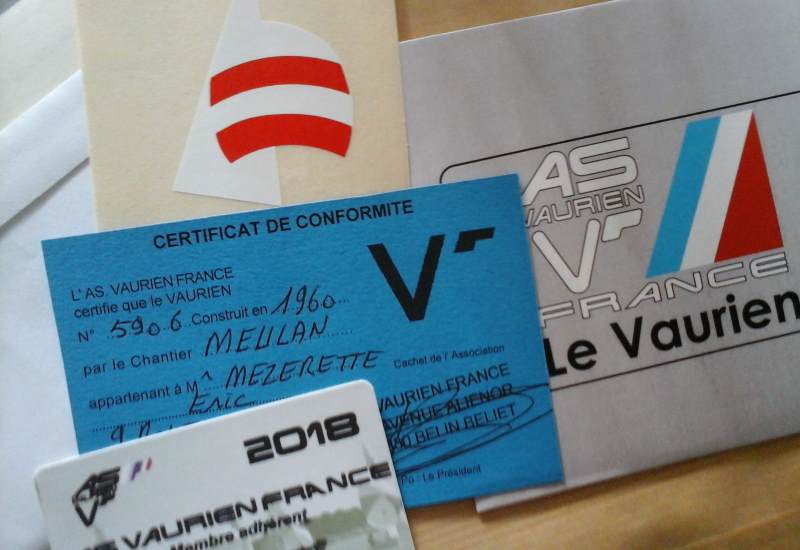 AS
VAURIEN
V
FRANCE
Le Vaurien
CERTIFICAT DE CONFORMITE
L' AS. VAURIEN FRANCE
certifie que le VAURIEN
N° 5906 Construit en 1960
par le Chantier MEULAN
appartenant à Mr MEZERETTE
ERIC
Cachet de l' Association
VAURIEN FRANCE
AVENUE ALIENOR
BELIN BELIET
Le Président
2018
AS
V
AS VAURIEN FRANCE
Membre adhérent